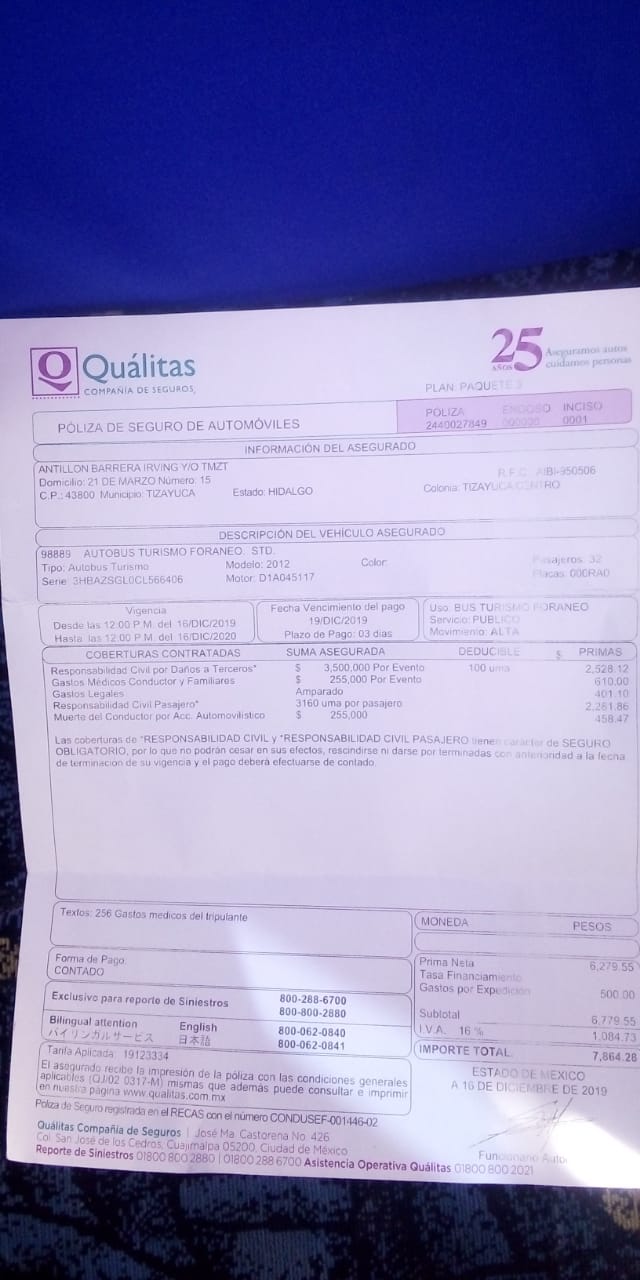 Quálitas
COMPAÑÍA DE SEGUROS
25 AÑOS
Aseguramos autos
cuidamos personas
PLAN: PAQUETE 3
PÓLIZA DE SEGURO DE AUTOMÓVILES
PÓLIZA ENDOSO INCISO
2440027849 000000 0001
INFORMACIÓN DEL ASEGURADO
ANTILLON BARRERA IRVING Y/O TMZT
R.F.C. AIBI-950506
Domicilio: 21 DE MARZO Número: 15
C.P.: 43800 Municipio: TIZAYUCA Estado: HIDALGO Colonia: TIZAYUCA CENTRO
DESCRIPCIÓN DEL VEHÍCULO ASEGURADO
98889 AUTOBUS TURISMO FORANEO. STD.
Tipo: Autobus Turismo Modelo: 2012 Color: Pasajeros: 32
Serie: 3HBAZSGL0CL566406 Motor: D1A045117 Placas: 000RA0
Vigencia
Desde las 12:00 P.M. del 16/DIC/2019
Hasta las 12:00 P.M. del 16/DIC/2020
Fecha Vencimiento del pago
19/DIC/2019
Plazo de Pago: 03 dias
Uso: BUS TURISMO FORANEO
Servicio: PUBLICO
Movimiento: ALTA
COBERTURAS CONTRATADAS SUMA ASEGURADA DEDUCIBLE $ PRIMAS
Responsabilidad Civil por Daños a Terceros* $ 3,500,000 Por Evento 100 uma 2,528.12
Gastos Médicos Conductor y Familiares $ 255,000 Por Evento 610.00
Gastos Legales Amparado 401.10
Responsabilidad Civil Pasajero* 3160 uma por pasajero 2,281.86
Muerte del Conductor por Acc. Automovilístico $ 255,000 458.47
Las coberturas de *RESPONSABILIDAD CIVIL y *RESPONSABILIDAD CIVIL PASAJERO tienen carácter de SEGURO
OBLIGATORIO, por lo que no podrán cesar en sus efectos, rescindirse ni darse por terminadas con anterioridad a la fecha
de terminación de su vigencia y el pago deberá efectuarse de contado.
Textos: 256 Gastos medicos del tripulante
MONEDA PESOS
Forma de Pago:
CONTADO
Prima Neta 6,279.55
Tasa Financiamiento
Gastos por Expedición 500.00
Subtotal 6,779.55
I.V.A. 16 % 1,084.73
IMPORTE TOTAL 7,864.28
Exclusivo para reporte de Siniestros 800-288-6700
800-800-2880
Bilingual attention English 800-062-0840
バイリンガルサービス 日本語 800-062-0841
Tarifa Aplicada: 19123334
El asegurado recibe la impresión de la póliza con las condiciones generales
aplicables (QJ/02 0317-M) mismas que además puede consultar e imprimir
en nuestra página www.qualitas.com.mx
ESTADO DE MEXICO
A 16 DE DICIEMBRE DE 2019
Poliza de Seguro registrada en el RECAS con el número CONDUSEF-001446-02
Quálitas Compañía de Seguros | José Ma. Castorena No. 426
Col. San José de los Cedros, Cuajimalpa 05200, Ciudad de México
Reporte de Siniestros 01800 800 2880 | 01800 288 6700 Asistencia Operativa Quálitas 01800 800 2021
Funcionario